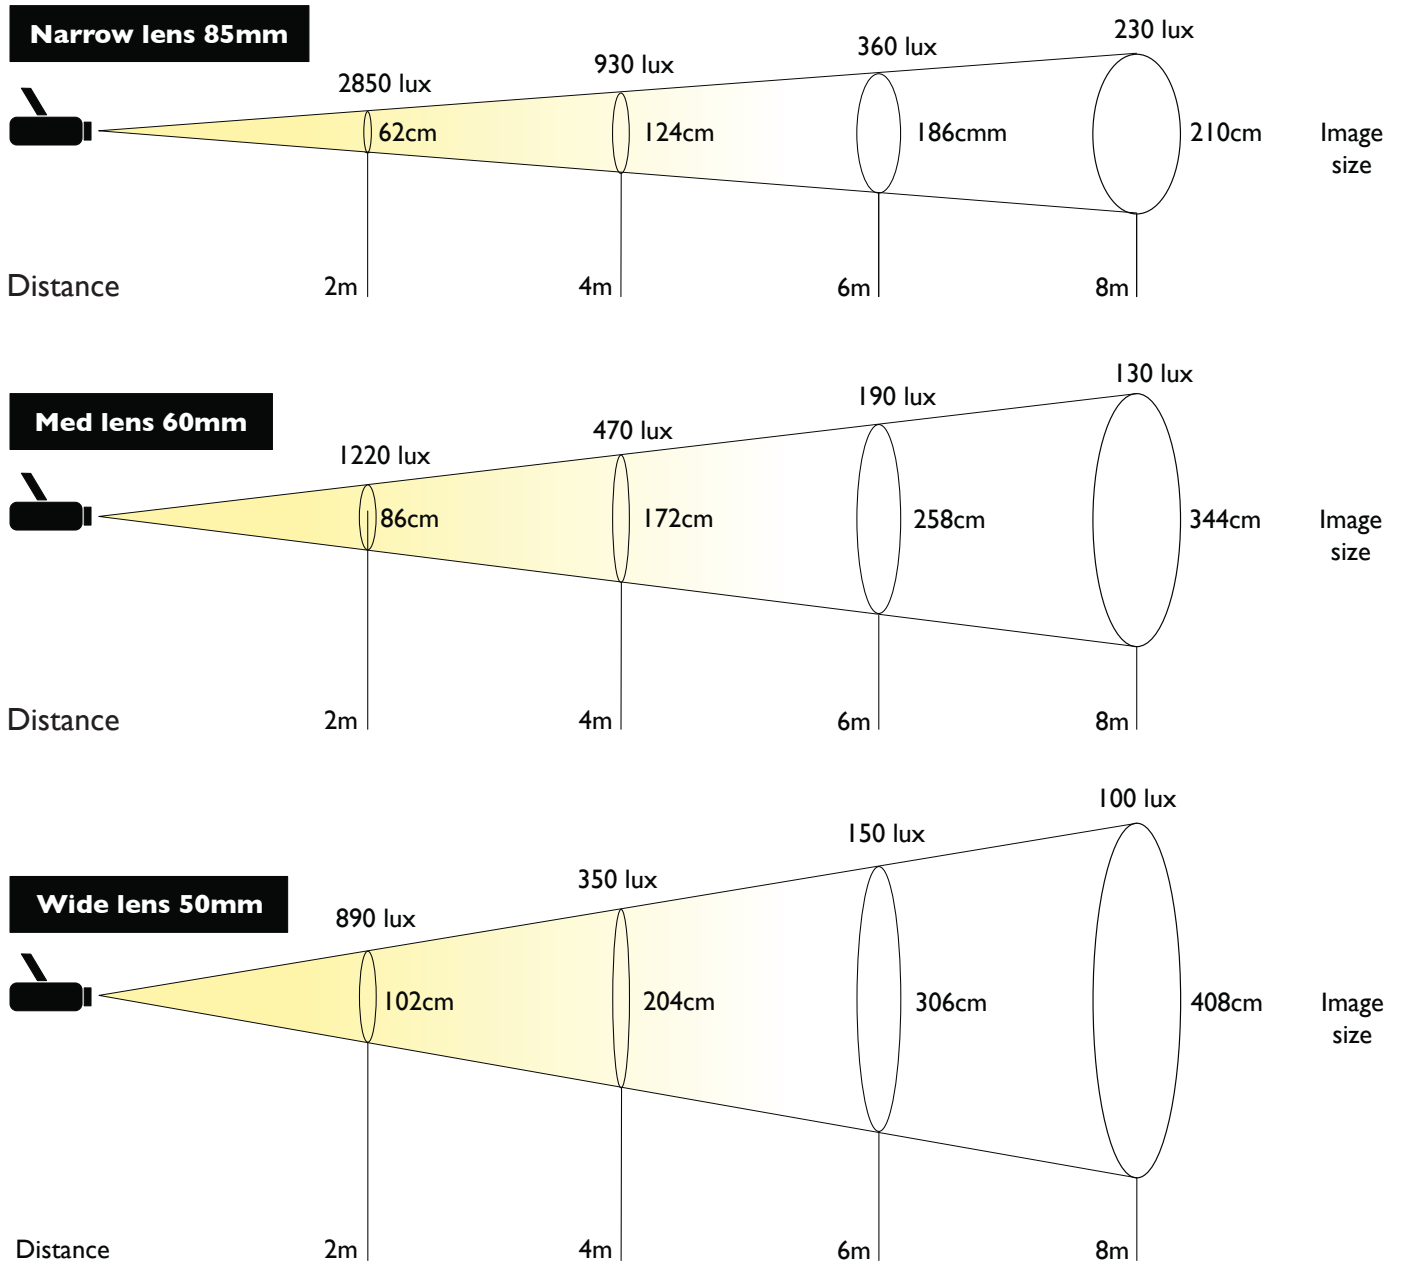 Narrow lens 85mm
2850 lux
930 lux
360 lux
230 lux
62cm
124cm
186cmm
210cm
Image
size
Distance
2m
4m
6m
8m
Med lens 60mm
1220 lux
470 lux
190 lux
130 lux
86cm
172cm
258cm
344cm
Image
size
Distance
2m
4m
6m
8m
Wide lens 50mm
890 lux
350 lux
150 lux
100 lux
102cm
204cm
306cm
408cm
Image
size
Distance
2m
4m
6m
8m